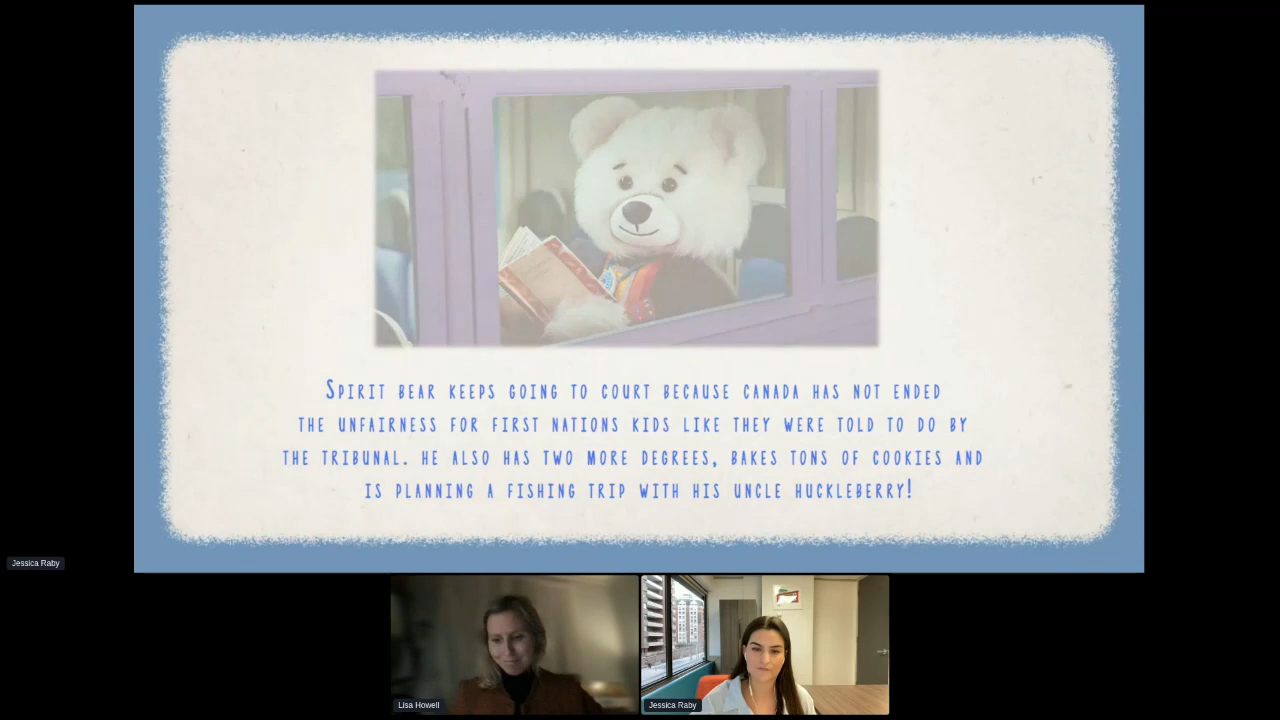 Spirit bear keeps going to court because canada has not ended
the unfairness for first nations kids like they were told to do by
the tribunal. he also has two more degrees, bakes tons of cookies and
is planning a fishing trip with his uncle huckleberry!
Jessica Raby
Lisa Howell
Jessica Raby